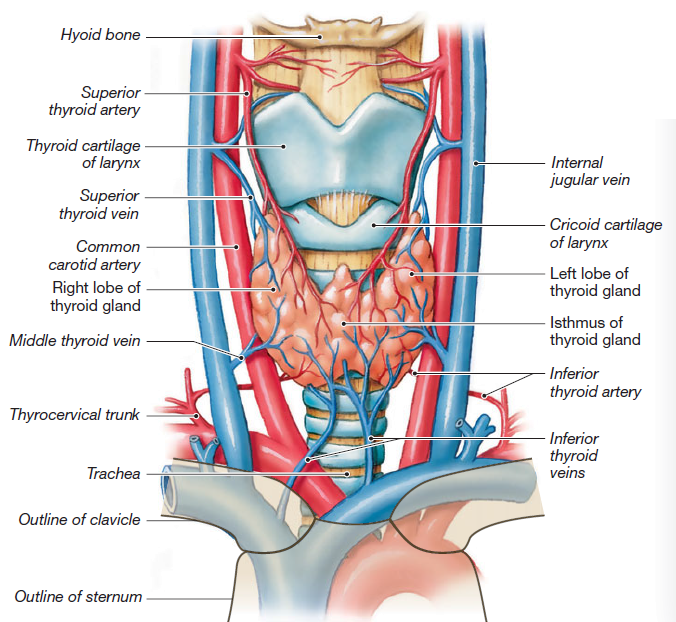 Hyoid bone
Superior
thyroid artery
Thyroid cartilage
of larynx
Superior
thyroid vein
Common
carotid artery
Right lobe of
thyroid gland
Middle thyroid vein
Thyrocervical trunk
Trachea
Outline of clavicle
Outline of sternum
Internal
jugular vein
Cricoid cartilage
of larynx
Left lobe of
thyroid gland
Isthmus of
thyroid gland
Inferior
thyroid artery
Inferior
thyroid
veins